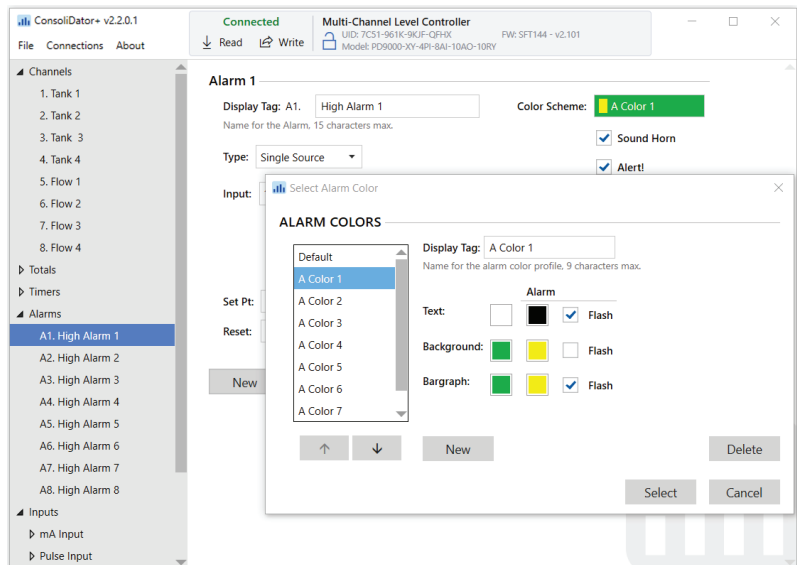 ConsoliDator+ v2.2.0.1
File Connections About
Connected
Read Write
Multi-Channel Level Controller
UID: 7C51-961K-9KJF-QFHX FW: SFT144 - v2.101
Model: PD9000-XY-4PI-8AI-10AO-10RY
Channels
1. Tank 1
2. Tank 2
3. Tank 3
4. Tank 4
5. Flow 1
6. Flow 2
7. Flow 3
8. Flow 4
Totals
Timers
Alarms
A1. High Alarm 1
A2. High Alarm 2
A3. High Alarm 3
A4. High Alarm 4
A5. High Alarm 5
A6. High Alarm 6
A7. High Alarm 7
A8. High Alarm 8
Inputs
mA Input
Pulse Input
Alarm 1
Display Tag: A1. High Alarm 1
Name for the Alarm, 15 characters max.
Color Scheme: A Color 1
Sound Horn
Alert!
Type: Single Source
Input:
Set Pt:
Reset:
New
Select Alarm Color
ALARM COLORS
Default
A Color 1
A Color 2
A Color 3
A Color 4
A Color 5
A Color 6
A Color 7
Display Tag: A Color 1
Name for the alarm color profile, 9 characters max.
Alarm
Text: Flash
Background: Flash
Bargraph: Flash
New
Delete
Select
Cancel